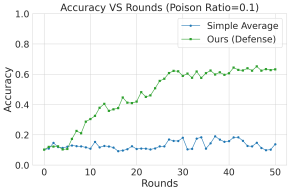 Accuracy VS Rounds (Poison Ratio=0.1)
Simple Average
Ours (Defense)
1.0
0.8
0.6
0.4
0.2
0.0
Accuracy
0 10 20 30 40 50
Rounds